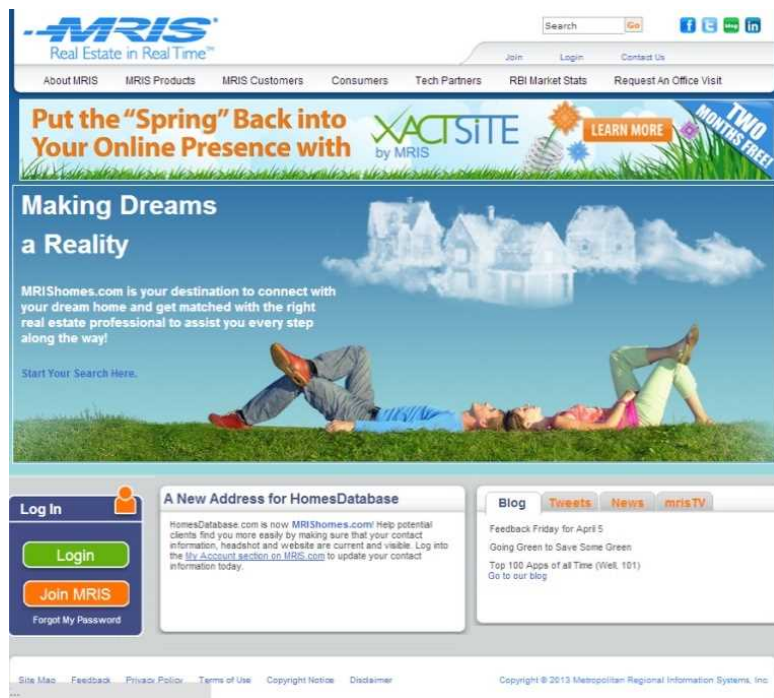 MRIS
Real Estate in Real Time™
Search Go f t blog in
Join Login Contact Us
About MRIS MRIS Products MRIS Customers Consumers Tech Partners RBI Market Stats Request An Office Visit
Put the "Spring" Back into
Your Online Presence with
XACTSiTE
by MRIS
LEARN MORE
TWO
MONTHS FREE!
Making Dreams
a Reality
MRIShomes.com is your destination to connect with
your dream home and get matched with the right
real estate professional to assist you every step
along the way!
Start Your Search Here.
Log In
Login
Join MRIS
Forgot My Password
A New Address for HomesDatabase
HomesDatabase.com is now MRIShomes.com! Help potential
clients find you more easily by making sure that your contact
information, headshot and website are current and visible. Log into
the My Account section on MRIS.com to update your contact
information today.
Blog Tweets News mrisTV
Feedback Friday for April 5
Going Green to Save Some Green
Top 100 Apps of all Time (Well, 101)
Go to our blog
Site Map Feedback Privacy Policy Terms of Use Copyright Notice Disclaimer
Copyright © 2013 Metropolitan Regional Information Systems, Inc.
...